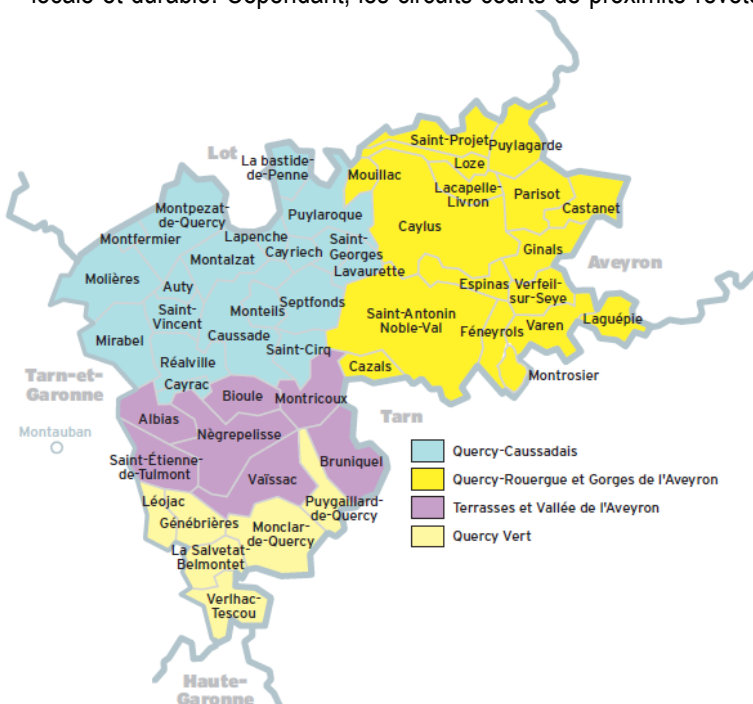 locale et durable. Cependant, les circuits courts de proximité revête
Saint-Projet
Puylagarde
Lot
La bastide-
de-Penne
Loze
Mouillac
Lacapelle-
Livron
Parisot
Castanet
Montpezat-
de-Quercy
Puylaroque
Caylus
Montfermier
Lapenche
Saint-
Georges
Cayriech
Montalzat
Ginals
Aveyron
Lavaurette
Molières
Auty
Espinas
Verfeil-
sur-Seye
Septfonds
Saint-
Vincent
Monteils
Saint-Antonin
Noble-Val
Laguépie
Féneyrols
Varen
Mirabel
Caussade
Saint-Cirq
Réalville
Cazals
Montrosier
Tarn-et-
Garonne
Cayrac
Bioule
Montricoux
Albias
Tarn
Montauban
Nègrepelisse
Quercy-Caussadais
Saint-Étienne-
de-Tulmont
Bruniquel
Vaïssac
Quercy-Rouergue et Gorges de l'Aveyron
Léojac
Puygaillard-
de-Quercy
Terrasses et Vallée de l'Aveyron
Génébrières
Monclar-
de-Quercy
Quercy Vert
La Salvetat-
Belmontet
Verlhac-
Tescou
Haute-
Garonne